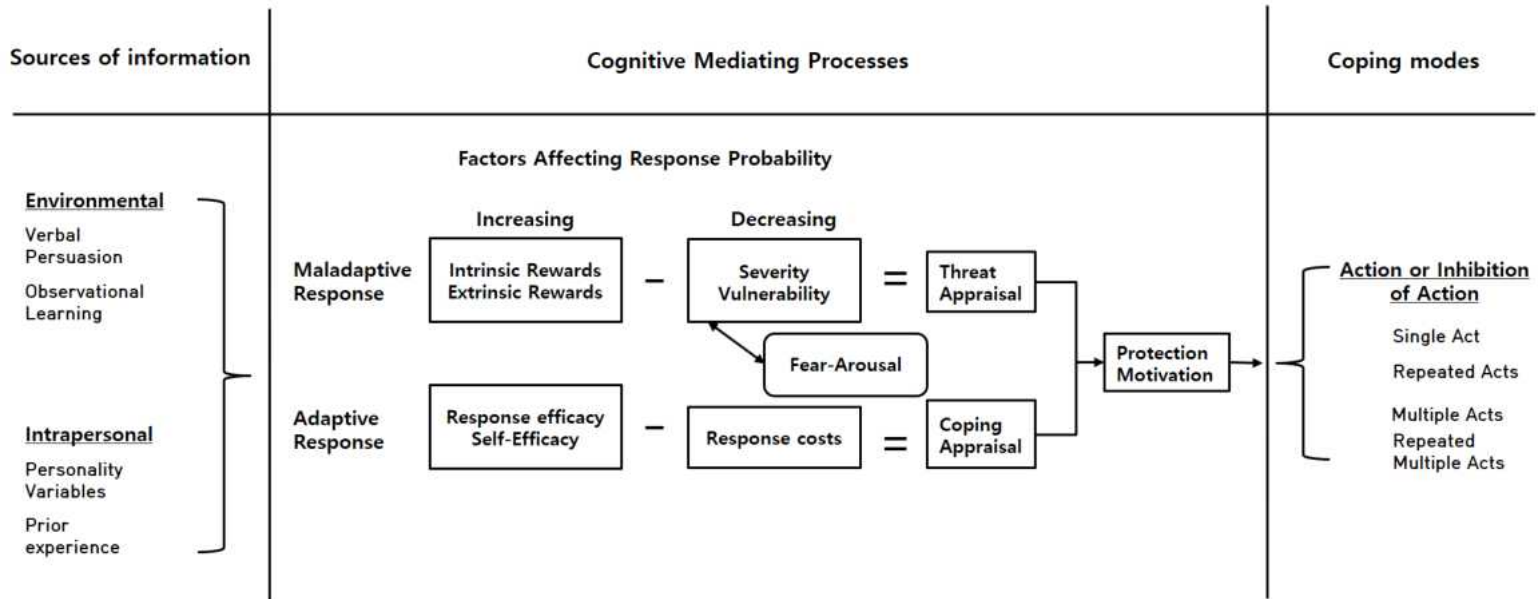 Sources of information
Cognitive Mediating Processes
Coping modes
Factors Affecting Response Probability
Environmental
Verbal
Persuasion
Observational
Learning
Intrapersonal
Personality
Variables
Prior
experience
Increasing
Decreasing
Maladaptive
Response
Intrinsic Rewards
Extrinsic Rewards
−
Severity
Vulnerability
=
Threat
Appraisal
Fear-Arousal
Adaptive
Response
Response efficacy
Self-Efficacy
−
Response costs
=
Coping
Appraisal
Protection
Motivation
Action or Inhibition
of Action
Single Act
Repeated Acts
Multiple Acts
Repeated
Multiple Acts